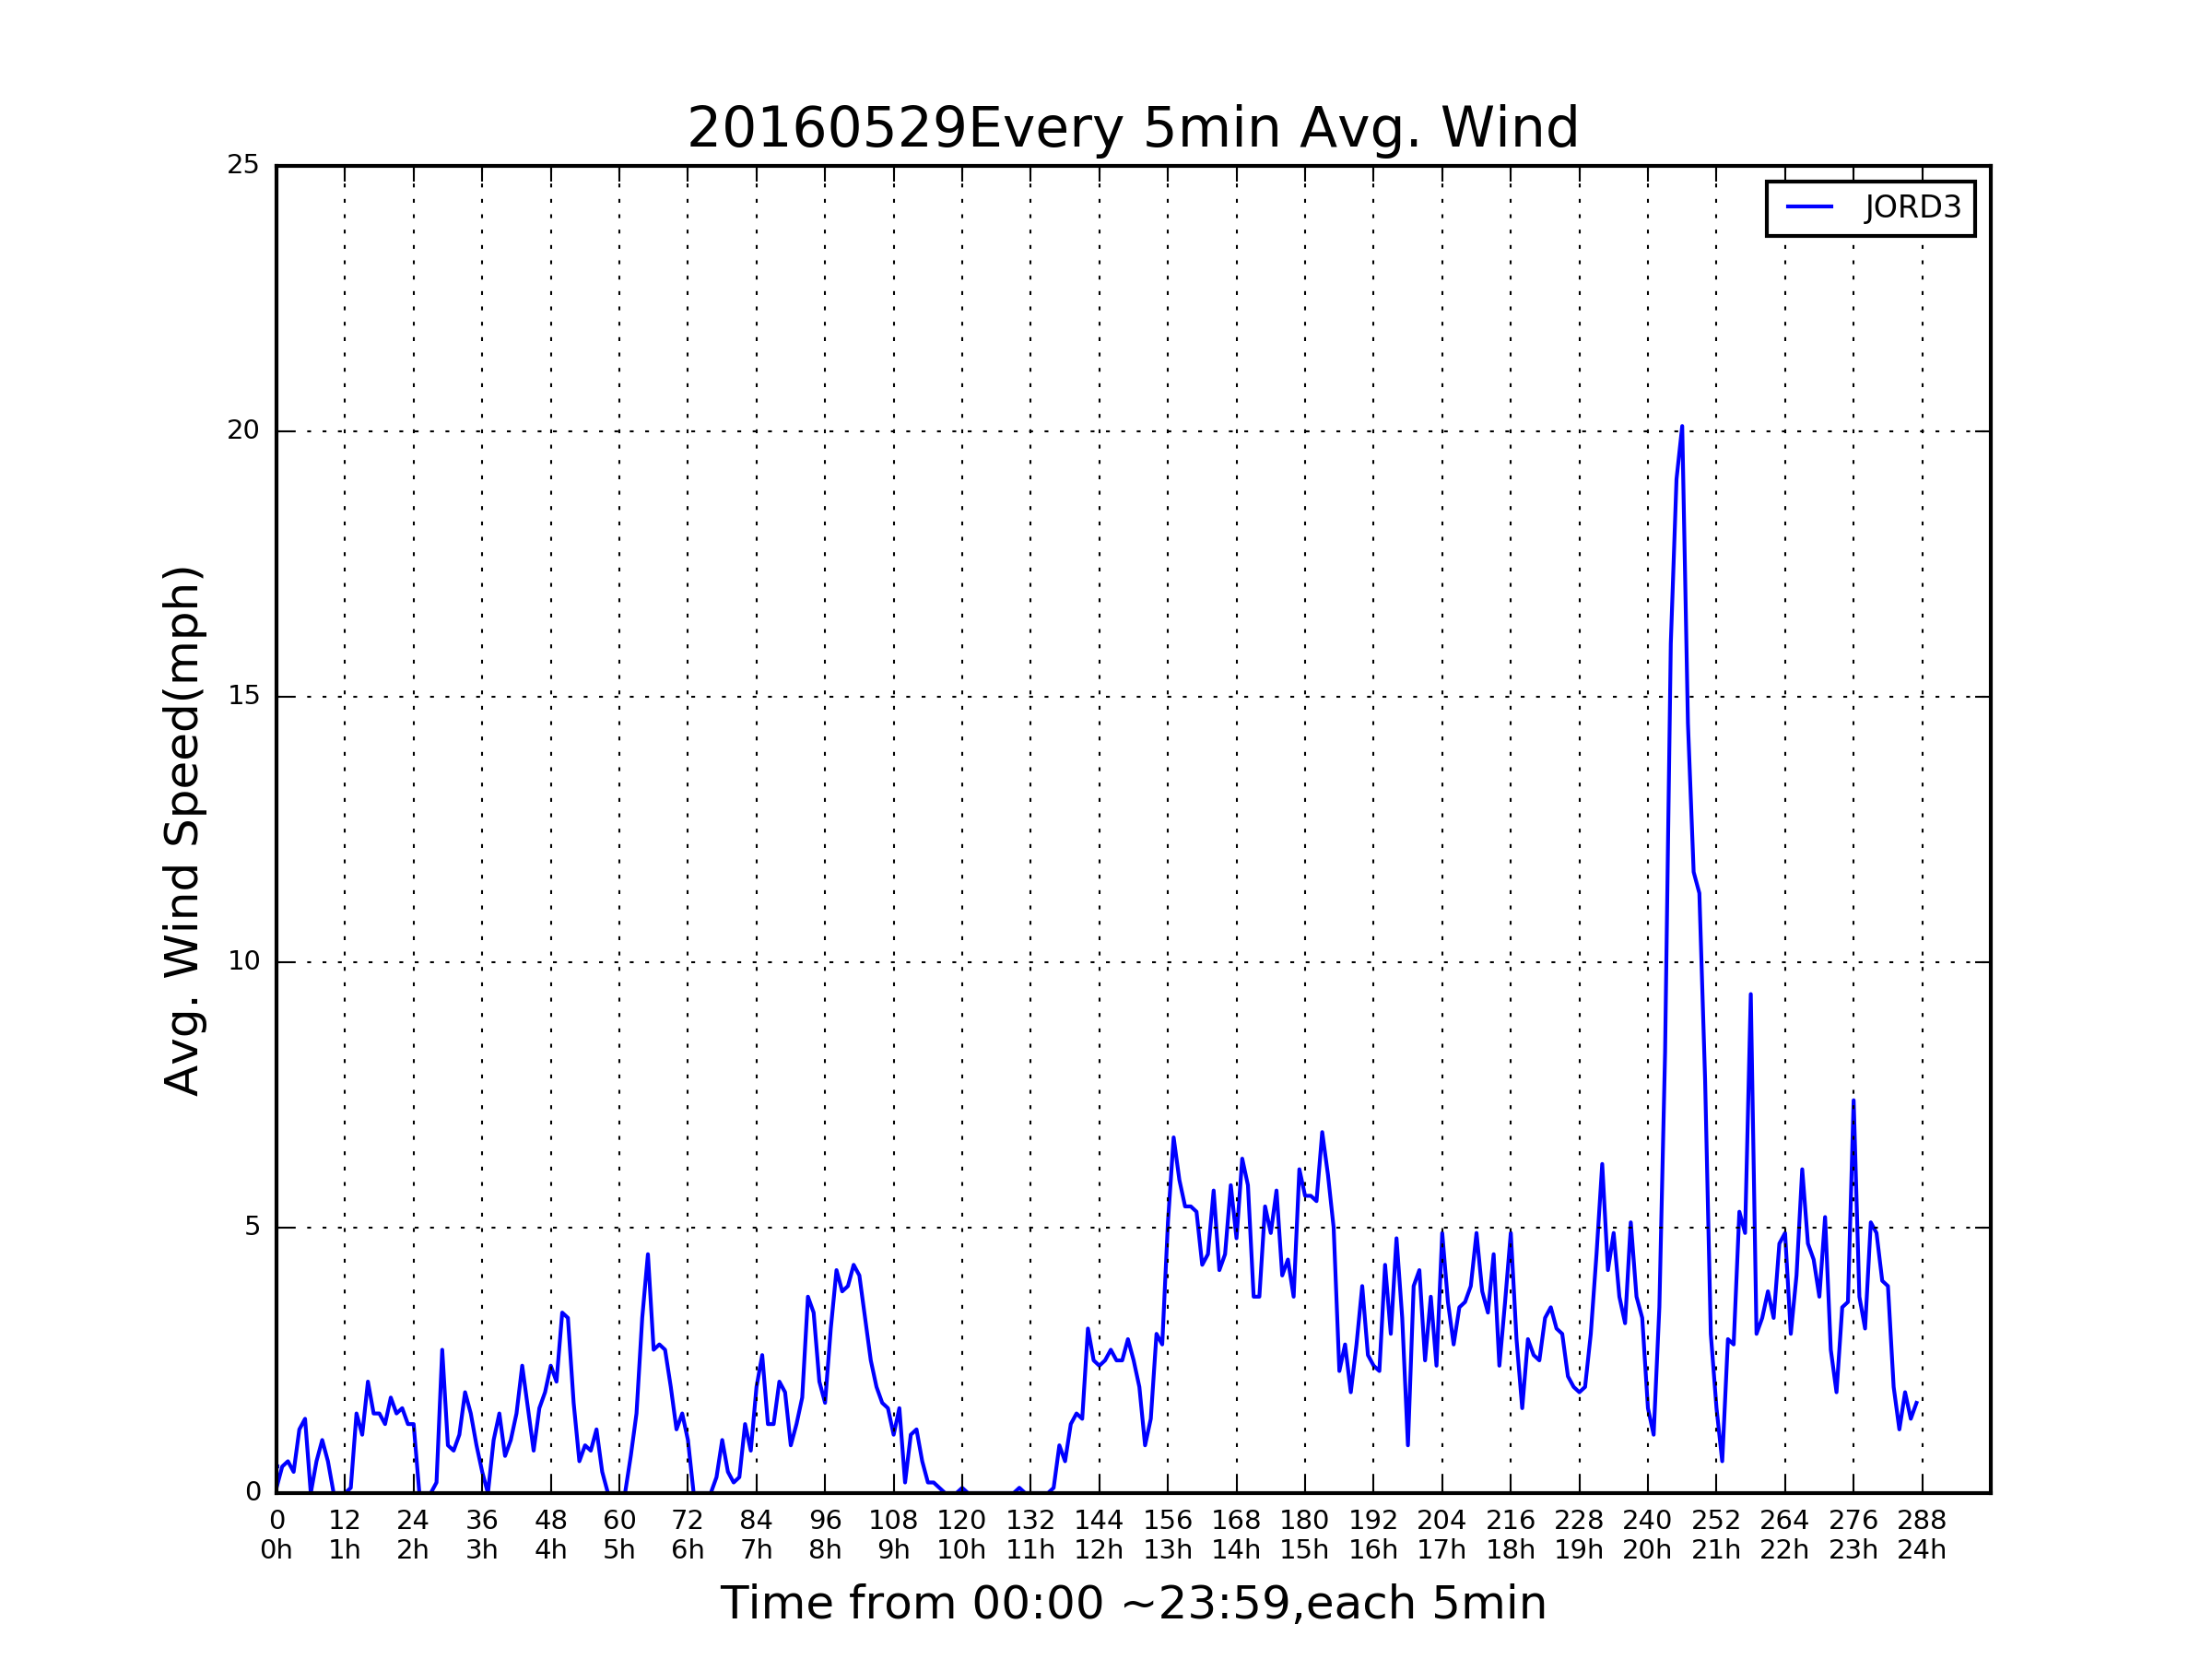 20160529Every 5min Avg. Wind
JORD3
Avg. Wind Speed(mph)
25
20
15
10
5
0
0 12 24 36 48 60 72 84 96 108 120 132 144 156 168 180 192 204 216 228 240 252 264 276 288
0h 1h 2h 3h 4h 5h 6h 7h 8h 9h 10h 11h 12h 13h 14h 15h 16h 17h 18h 19h 20h 21h 22h 23h 24h
Time from 00:00 ~23:59,each 5min